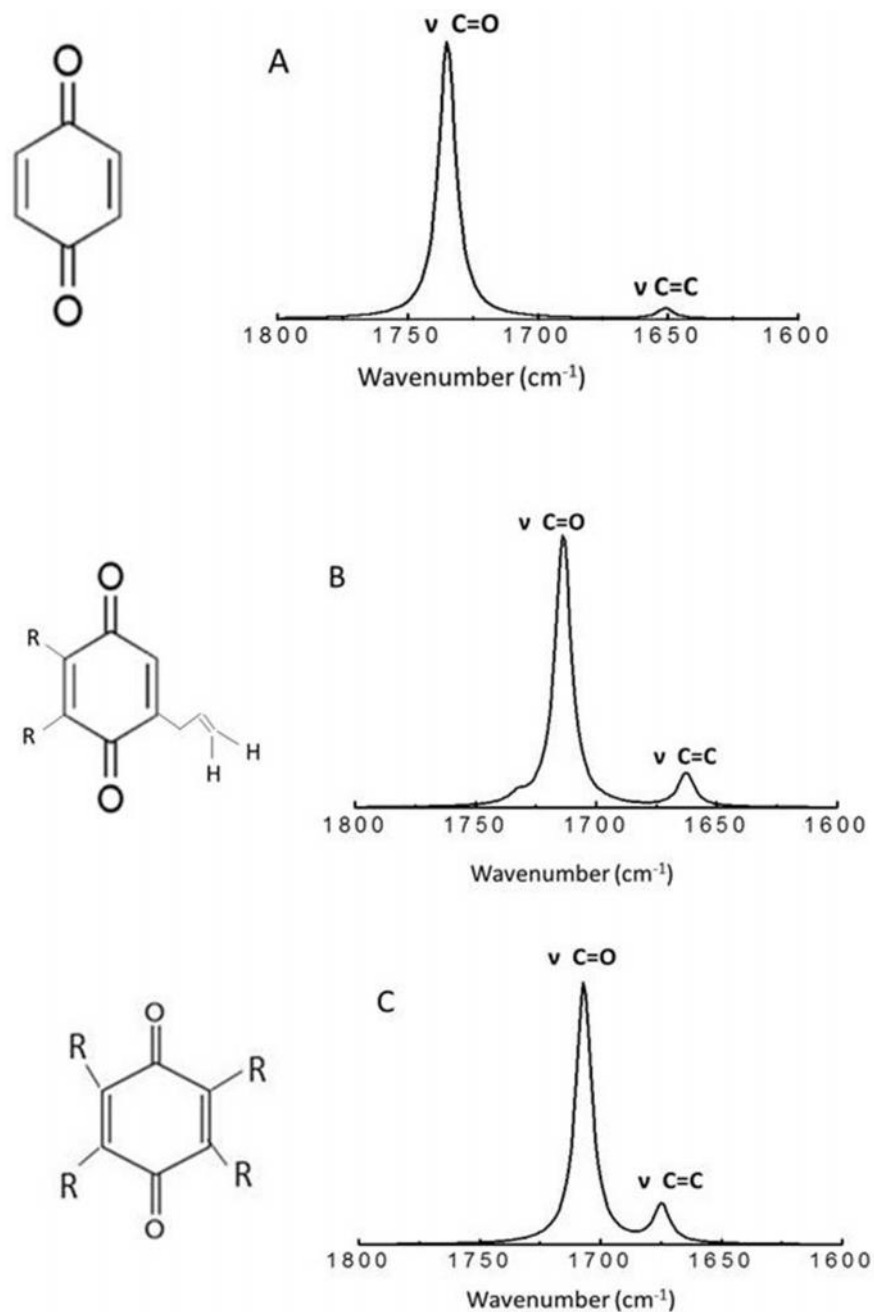 ν C=O
A
O
O
ν C=C
1800 1750 1700 1650 1600
Wavenumber (cm⁻¹)
ν C=O
B
O
R
R
H
H
O
ν C=C
1800 1750 1700 1650 1600
Wavenumber (cm⁻¹)
ν C=O
C
O
R
R
R
R
O
ν C=C
1800 1750 1700 1650 1600
Wavenumber (cm⁻¹)